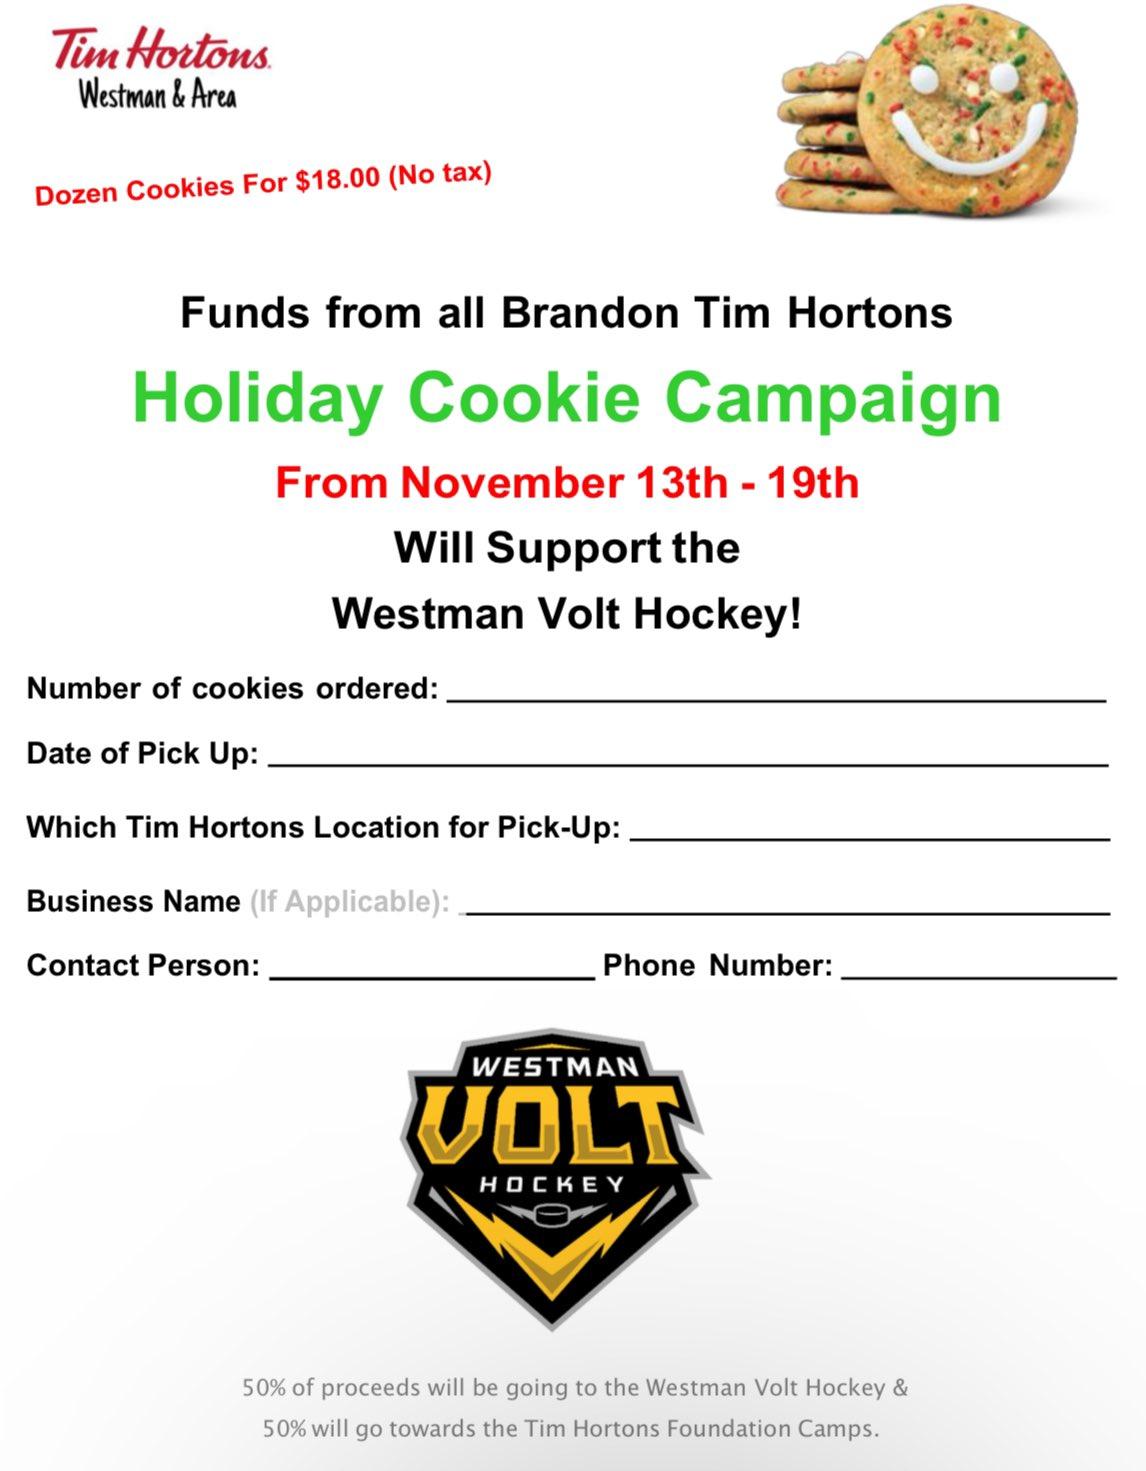 Tim Hortons.
Westman & Area
Dozen Cookies For $18.00 (No tax)
Funds from all Brandon Tim Hortons
Holiday Cookie Campaign
From November 13th - 19th
Will Support the
Westman Volt Hockey!
Number of cookies ordered:
Date of Pick Up:
Which Tim Hortons Location for Pick-Up:
Business Name (If Applicable):
Contact Person: Phone Number:
WESTMAN
VOLT
HOCKEY
50% of proceeds will be going to the Westman Volt Hockey &
50% will go towards the Tim Hortons Foundation Camps.